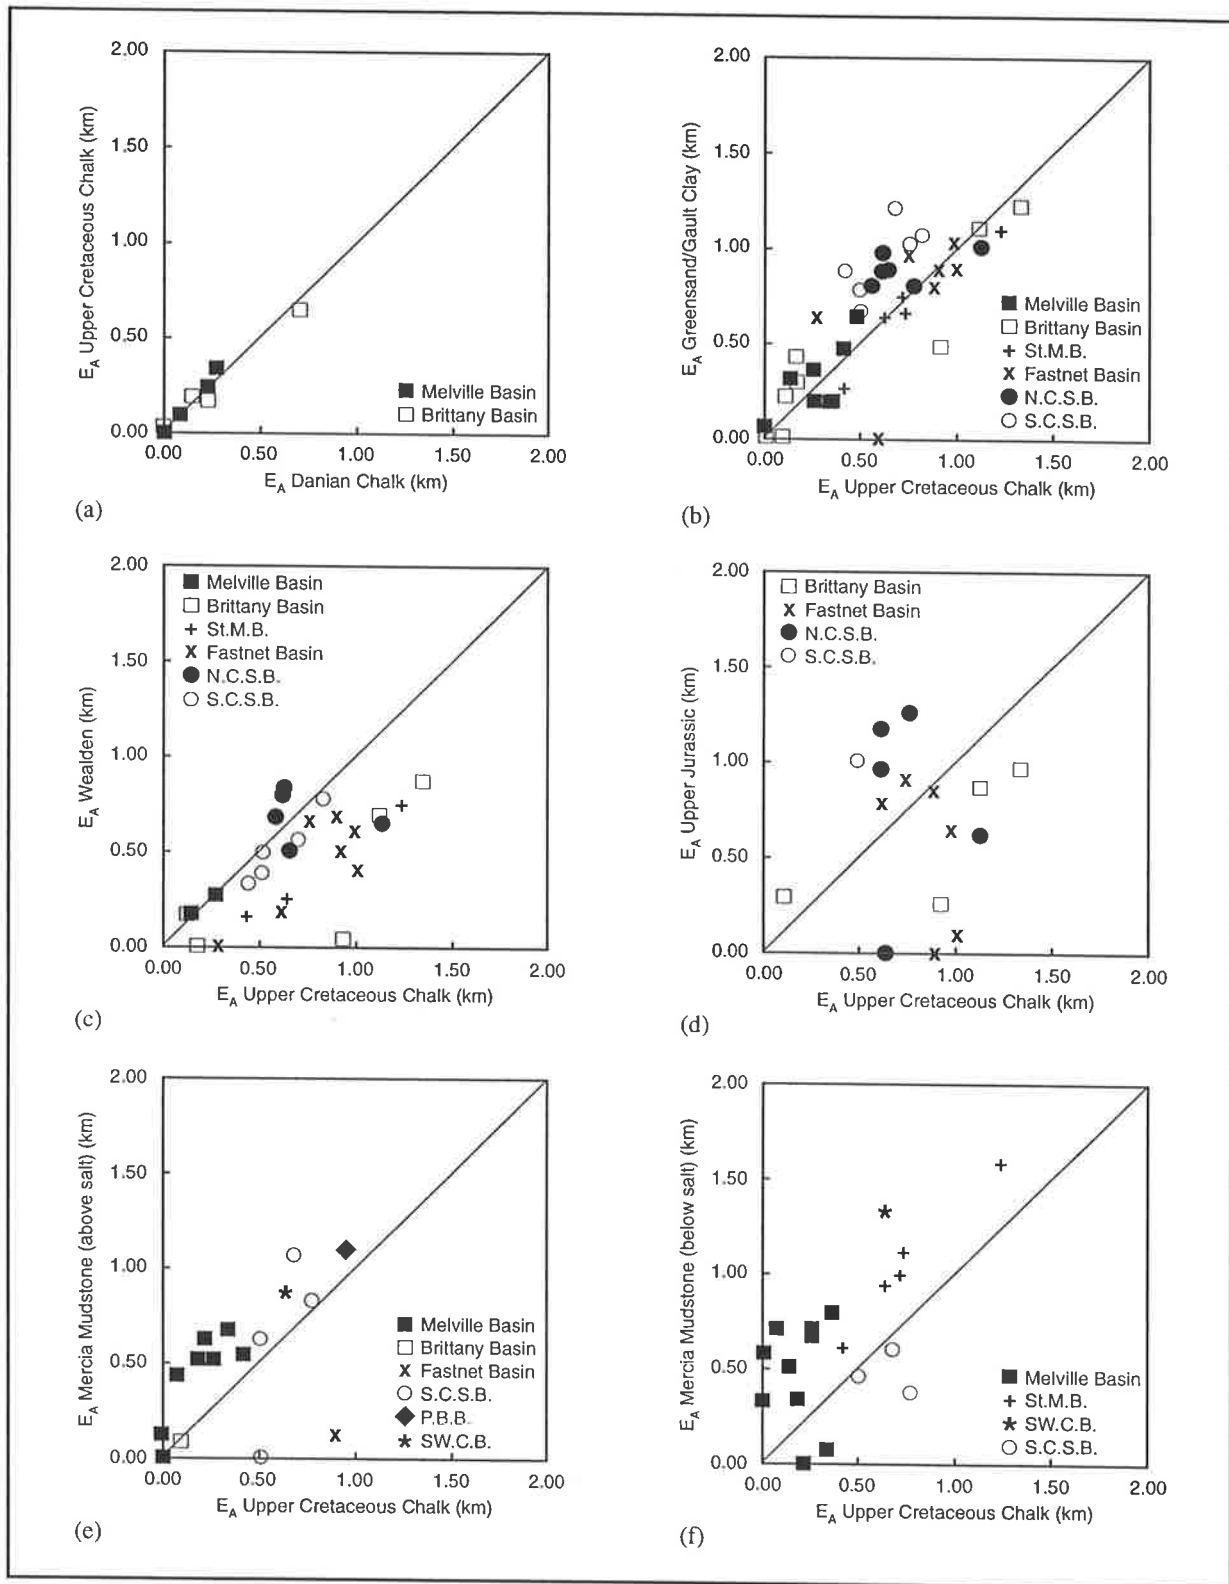 2.00
1.50
1.00
0.50
0.00
E_A Upper Cretaceous Chalk (km)
Melville Basin
Brittany Basin
0.00 0.50 1.00 1.50 2.00
E_A Danian Chalk (km)
(a)
2.00
1.50
1.00
0.50
0.00
E_A Greensand/Gault Clay (km)
Melville Basin
Brittany Basin
St.M.B.
Fastnet Basin
N.C.S.B.
S.C.S.B.
0.00 0.50 1.00 1.50 2.00
E_A Upper Cretaceous Chalk (km)
(b)
2.00
1.50
1.00
0.50
0.00
E_A Wealden (km)
Melville Basin
Brittany Basin
St.M.B.
Fastnet Basin
N.C.S.B.
S.C.S.B.
0.00 0.50 1.00 1.50 2.00
E_A Upper Cretaceous Chalk (km)
(c)
2.00
1.50
1.00
0.50
0.00
E_A Upper Jurassic (km)
Brittany Basin
Fastnet Basin
N.C.S.B.
S.C.S.B.
0.00 0.50 1.00 1.50 2.00
E_A Upper Cretaceous Chalk (km)
(d)
2.00
1.50
1.00
0.50
0.00
E_A Mercia Mudstone (above salt) (km)
Melville Basin
Brittany Basin
Fastnet Basin
S.C.S.B.
P.B.B.
SW.C.B.
0.00 0.50 1.00 1.50 2.00
E_A Upper Cretaceous Chalk (km)
(e)
2.00
1.50
1.00
0.50
0.00
E_A Mercia Mudstone (below salt) (km)
Melville Basin
St.M.B.
SW.C.B.
S.C.S.B.
0.00 0.50 1.00 1.50 2.00
E_A Upper Cretaceous Chalk (km)
(f)